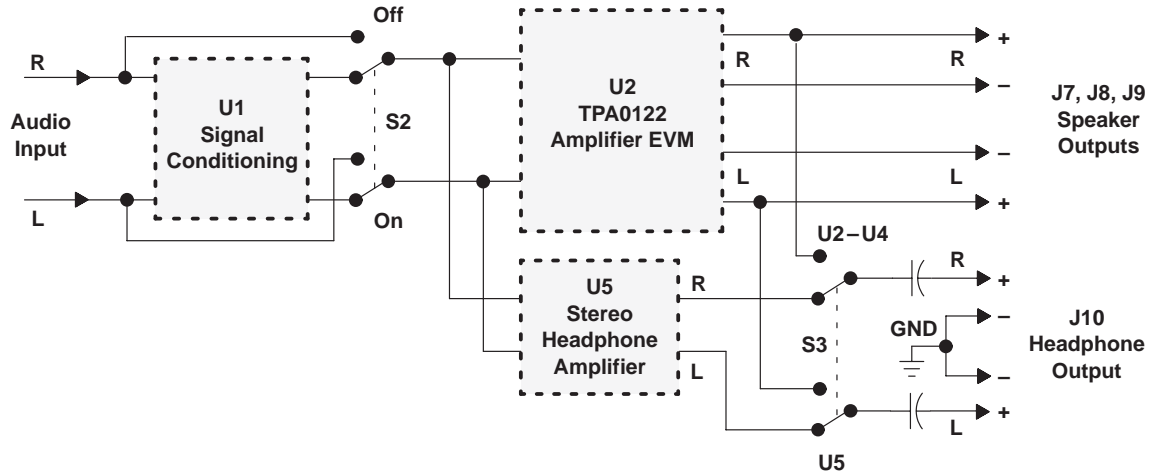 Off
R
Audio
Input
L
U1
Signal
Conditioning
S2
On
U2
TPA0122
Amplifier EVM
R
R
+
−
−
L
L
+
J7, J8, J9
Speaker
Outputs
U5
Stereo
Headphone
Amplifier
R
L
U2−U4
S3
U5
R
+
GND
−
−
L
+
J10
Headphone
Output